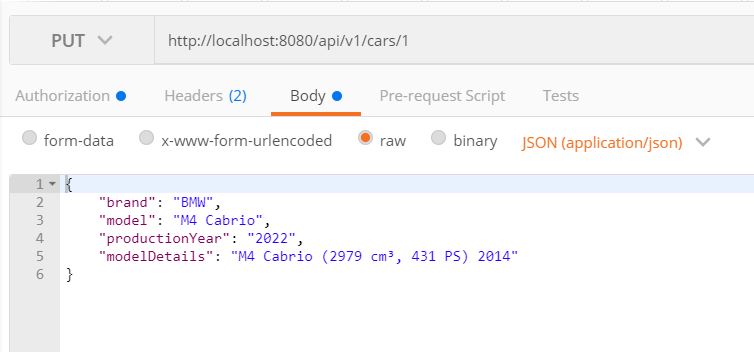 PUT http://localhost:8080/api/v1/cars/1
Authorization Headers (2) Body Pre-request Script Tests
form-data x-www-form-urlencoded raw binary JSON (application/json)
1 {
2 "brand": "BMW",
3 "model": "M4 Cabrio",
4 "productionYear": "2022",
5 "modelDetails": "M4 Cabrio (2979 cm³, 431 PS) 2014"
6 }